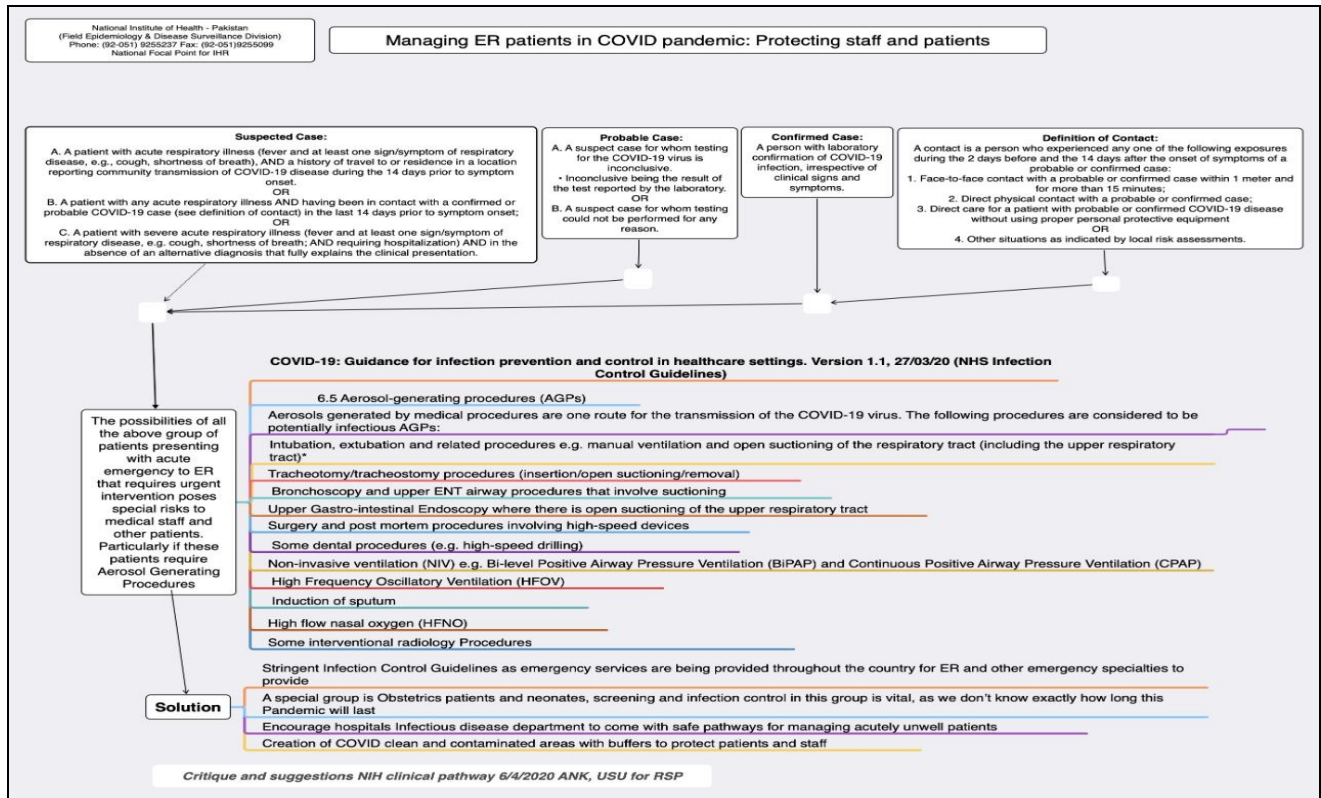 National Institute of Health - Pakistan
(Field Epidemiology & Disease Surveillance Division)
Phone: (92-051) 9255237 Fax: (92-051)9255099
National Focal Point for IHR
Managing ER patients in COVID pandemic: Protecting staff and patients
Suspected Case:
A. A patient with acute respiratory illness (fever and at least one sign/symptom of respiratory
disease, e.g., cough, shortness of breath), AND a history of travel to or residence in a location
reporting community transmission of COVID-19 disease during the 14 days prior to symptom
onset.
OR
B. A patient with any acute respiratory illness AND having been in contact with a confirmed or
probable COVID-19 case (see definition of contact) in the last 14 days prior to symptom onset;
OR
C. A patient with severe acute respiratory illness (fever and at least one sign/symptom of
respiratory disease, e.g. cough, shortness of breath; AND requiring hospitalization) AND in the
absence of an alternative diagnosis that fully explains the clinical presentation.
Probable Case:
A. A suspect case for whom testing
for the COVID-19 virus is
inconclusive.
• Inconclusive being the result of
the test reported by the laboratory.
OR
B. A suspect case for whom testing
could not be performed for any
reason.
Confirmed Case:
A person with laboratory
confirmation of COVID-19
infection, irrespective of
clinical signs and
symptoms.
Definition of Contact:
A contact is a person who experienced any one of the following exposures
during the 2 days before and the 14 days after the onset of symptoms of a
probable or confirmed case:
1. Face-to-face contact with a probable or confirmed case within 1 meter and
for more than 15 minutes;
2. Direct physical contact with a probable or confirmed case;
3. Direct care for a patient with probable or confirmed COVID-19 disease
without using proper personal protective equipment
OR
4. Other situations as indicated by local risk assessments.
The possibilities of all
the above group of
patients presenting
with acute
emergency to ER
that requires urgent
intervention poses
special risks to
medical staff and
other patients.
Particularly if these
patients require
Aerosol Generating
Procedures
COVID-19: Guidance for infection prevention and control in healthcare settings. Version 1.1, 27/03/20 (NHS Infection
Control Guidelines)
6.5 Aerosol-generating procedures (AGPs)
Aerosols generated by medical procedures are one route for the transmission of the COVID-19 virus. The following procedures are considered to be
potentially infectious AGPs:
Intubation, extubation and related procedures e.g. manual ventilation and open suctioning of the respiratory tract (including the upper respiratory
tract)*
Tracheotomy/tracheostomy procedures (insertion/open suctioning/removal)
Bronchoscopy and upper ENT airway procedures that involve suctioning
Upper Gastro-intestinal Endoscopy where there is open suctioning of the upper respiratory tract
Surgery and post mortem procedures involving high-speed devices
Some dental procedures (e.g. high-speed drilling)
Non-invasive ventilation (NIV) e.g. Bi-level Positive Airway Pressure Ventilation (BiPAP) and Continuous Positive Airway Pressure Ventilation (CPAP)
High Frequency Oscillatory Ventilation (HFOV)
Induction of sputum
High flow nasal oxygen (HFNO)
Some interventional radiology Procedures
Solution
Stringent Infection Control Guidelines as emergency services are being provided throughout the country for ER and other emergency specialties to
provide
A special group is Obstetrics patients and neonates, screening and infection control in this group is vital, as we don't know exactly how long this
Pandemic will last
Encourage hospitals Infectious disease department to come with safe pathways for managing acutely unwell patients
Creation of COVID clean and contaminated areas with buffers to protect patients and staff
Critique and suggestions NIH clinical pathway 6/4/2020 ANK, USU for RSP